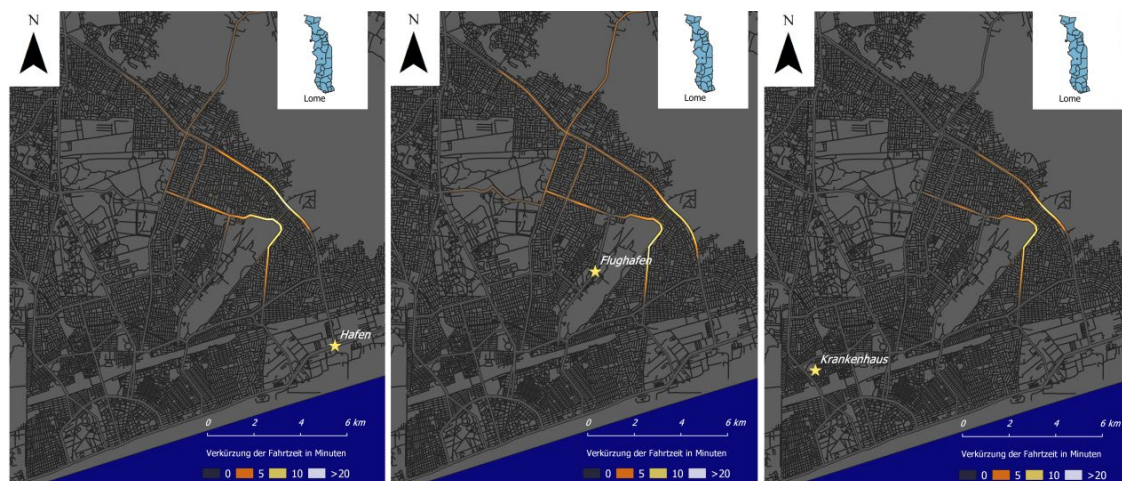 N
Lome
Hafen
0 2 4 6 km
Verkürzung der Fahrtzeit in Minuten
0 5 10 >20
N
Lome
Flughafen
0 2 4 6 km
Verkürzung der Fahrtzeit in Minuten
0 5 10 >20
N
Lome
Krankenhaus
0 2 4 6 km
Verkürzung der Fahrtzeit in Minuten
0 5 10 >20